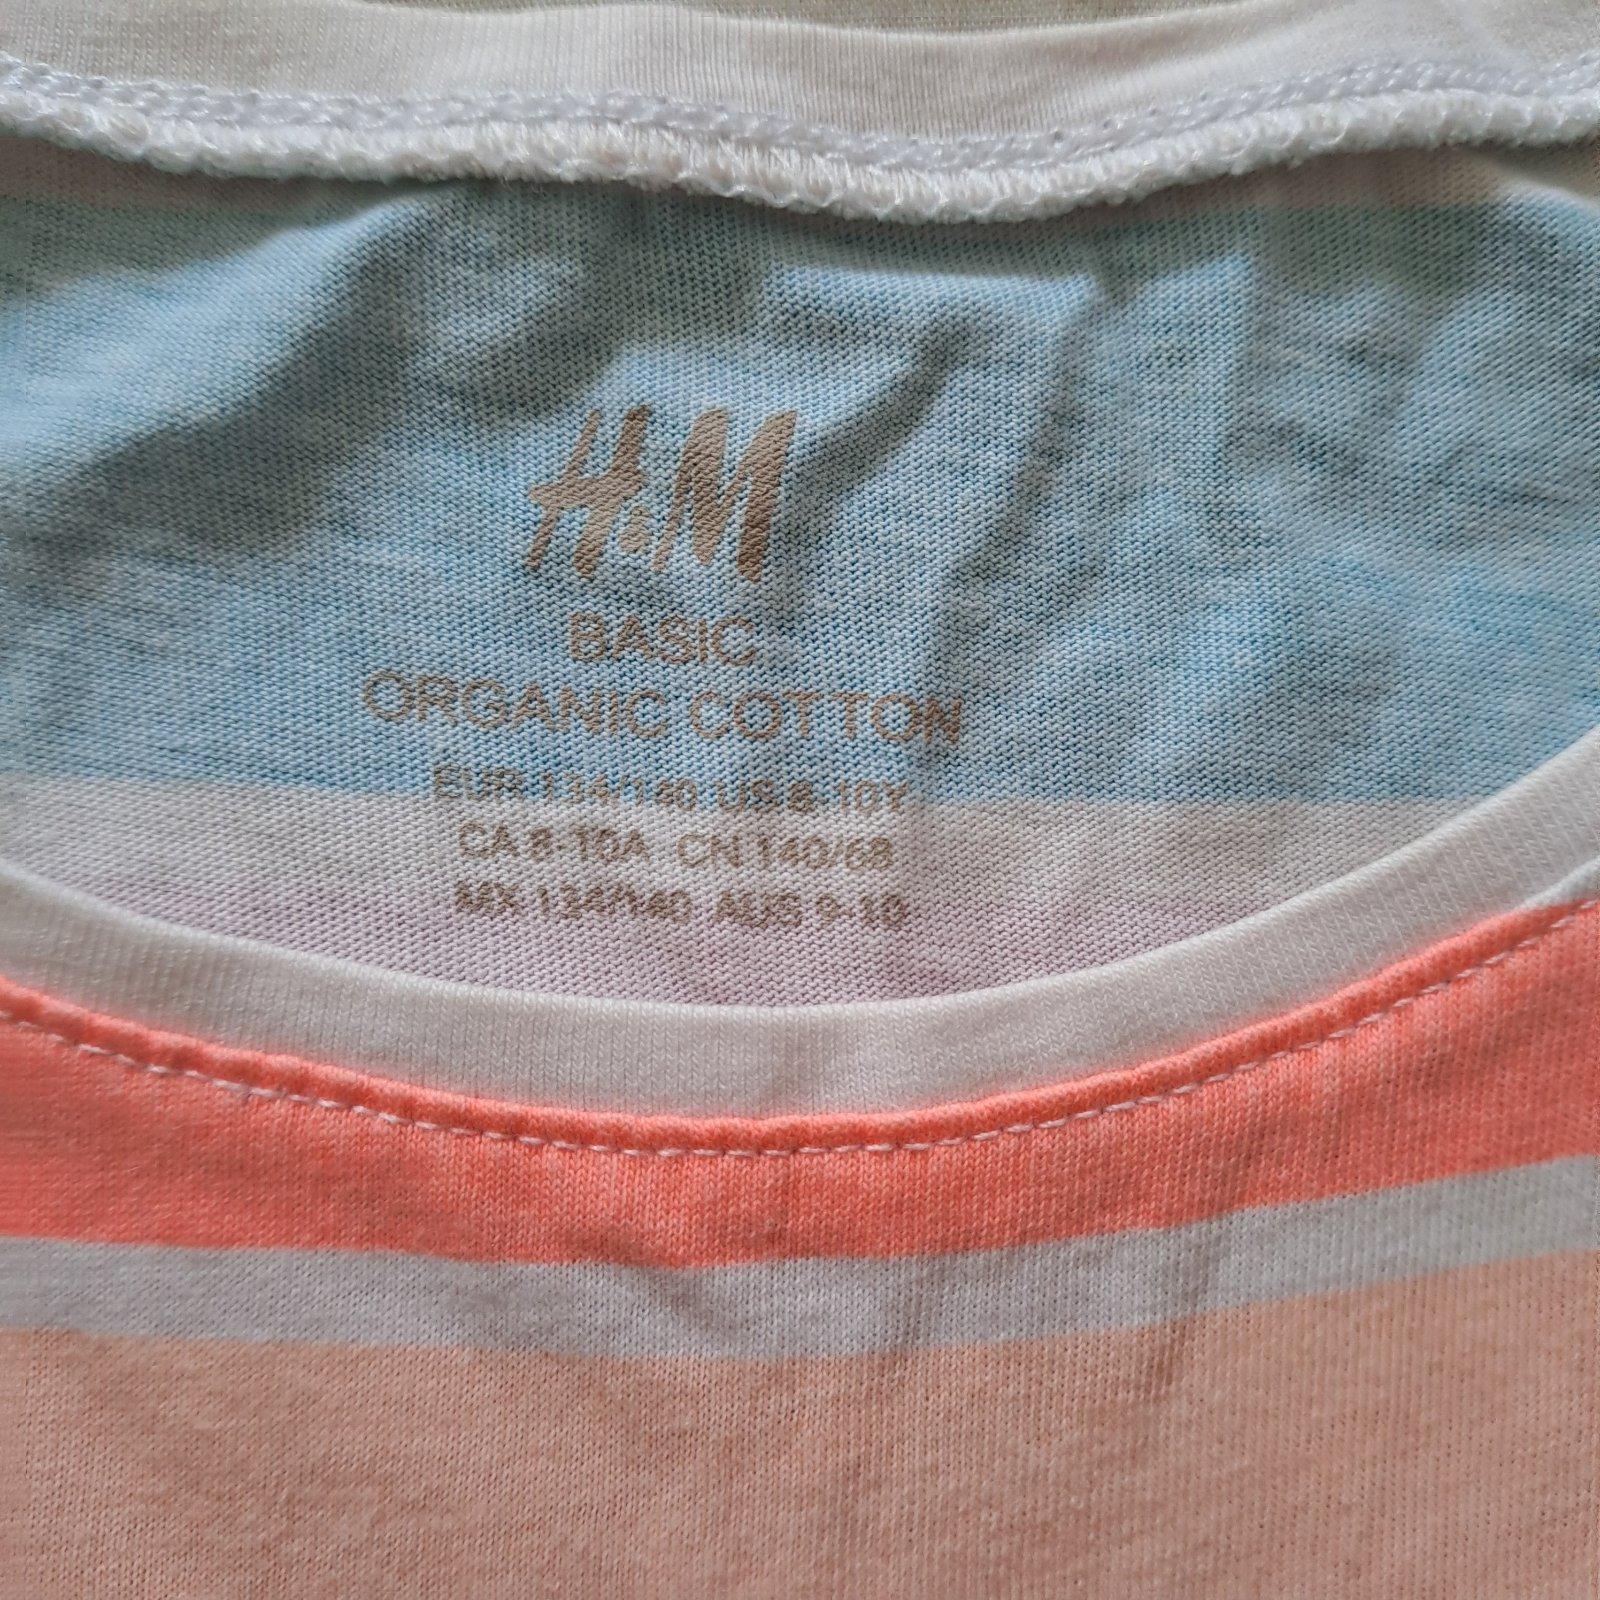 H&M
BASIC
ORGANIC COTTON
EUR 134/140 US 8-10Y
CA 8-10A CN 140/68
MX 134/140 AUS 9-10